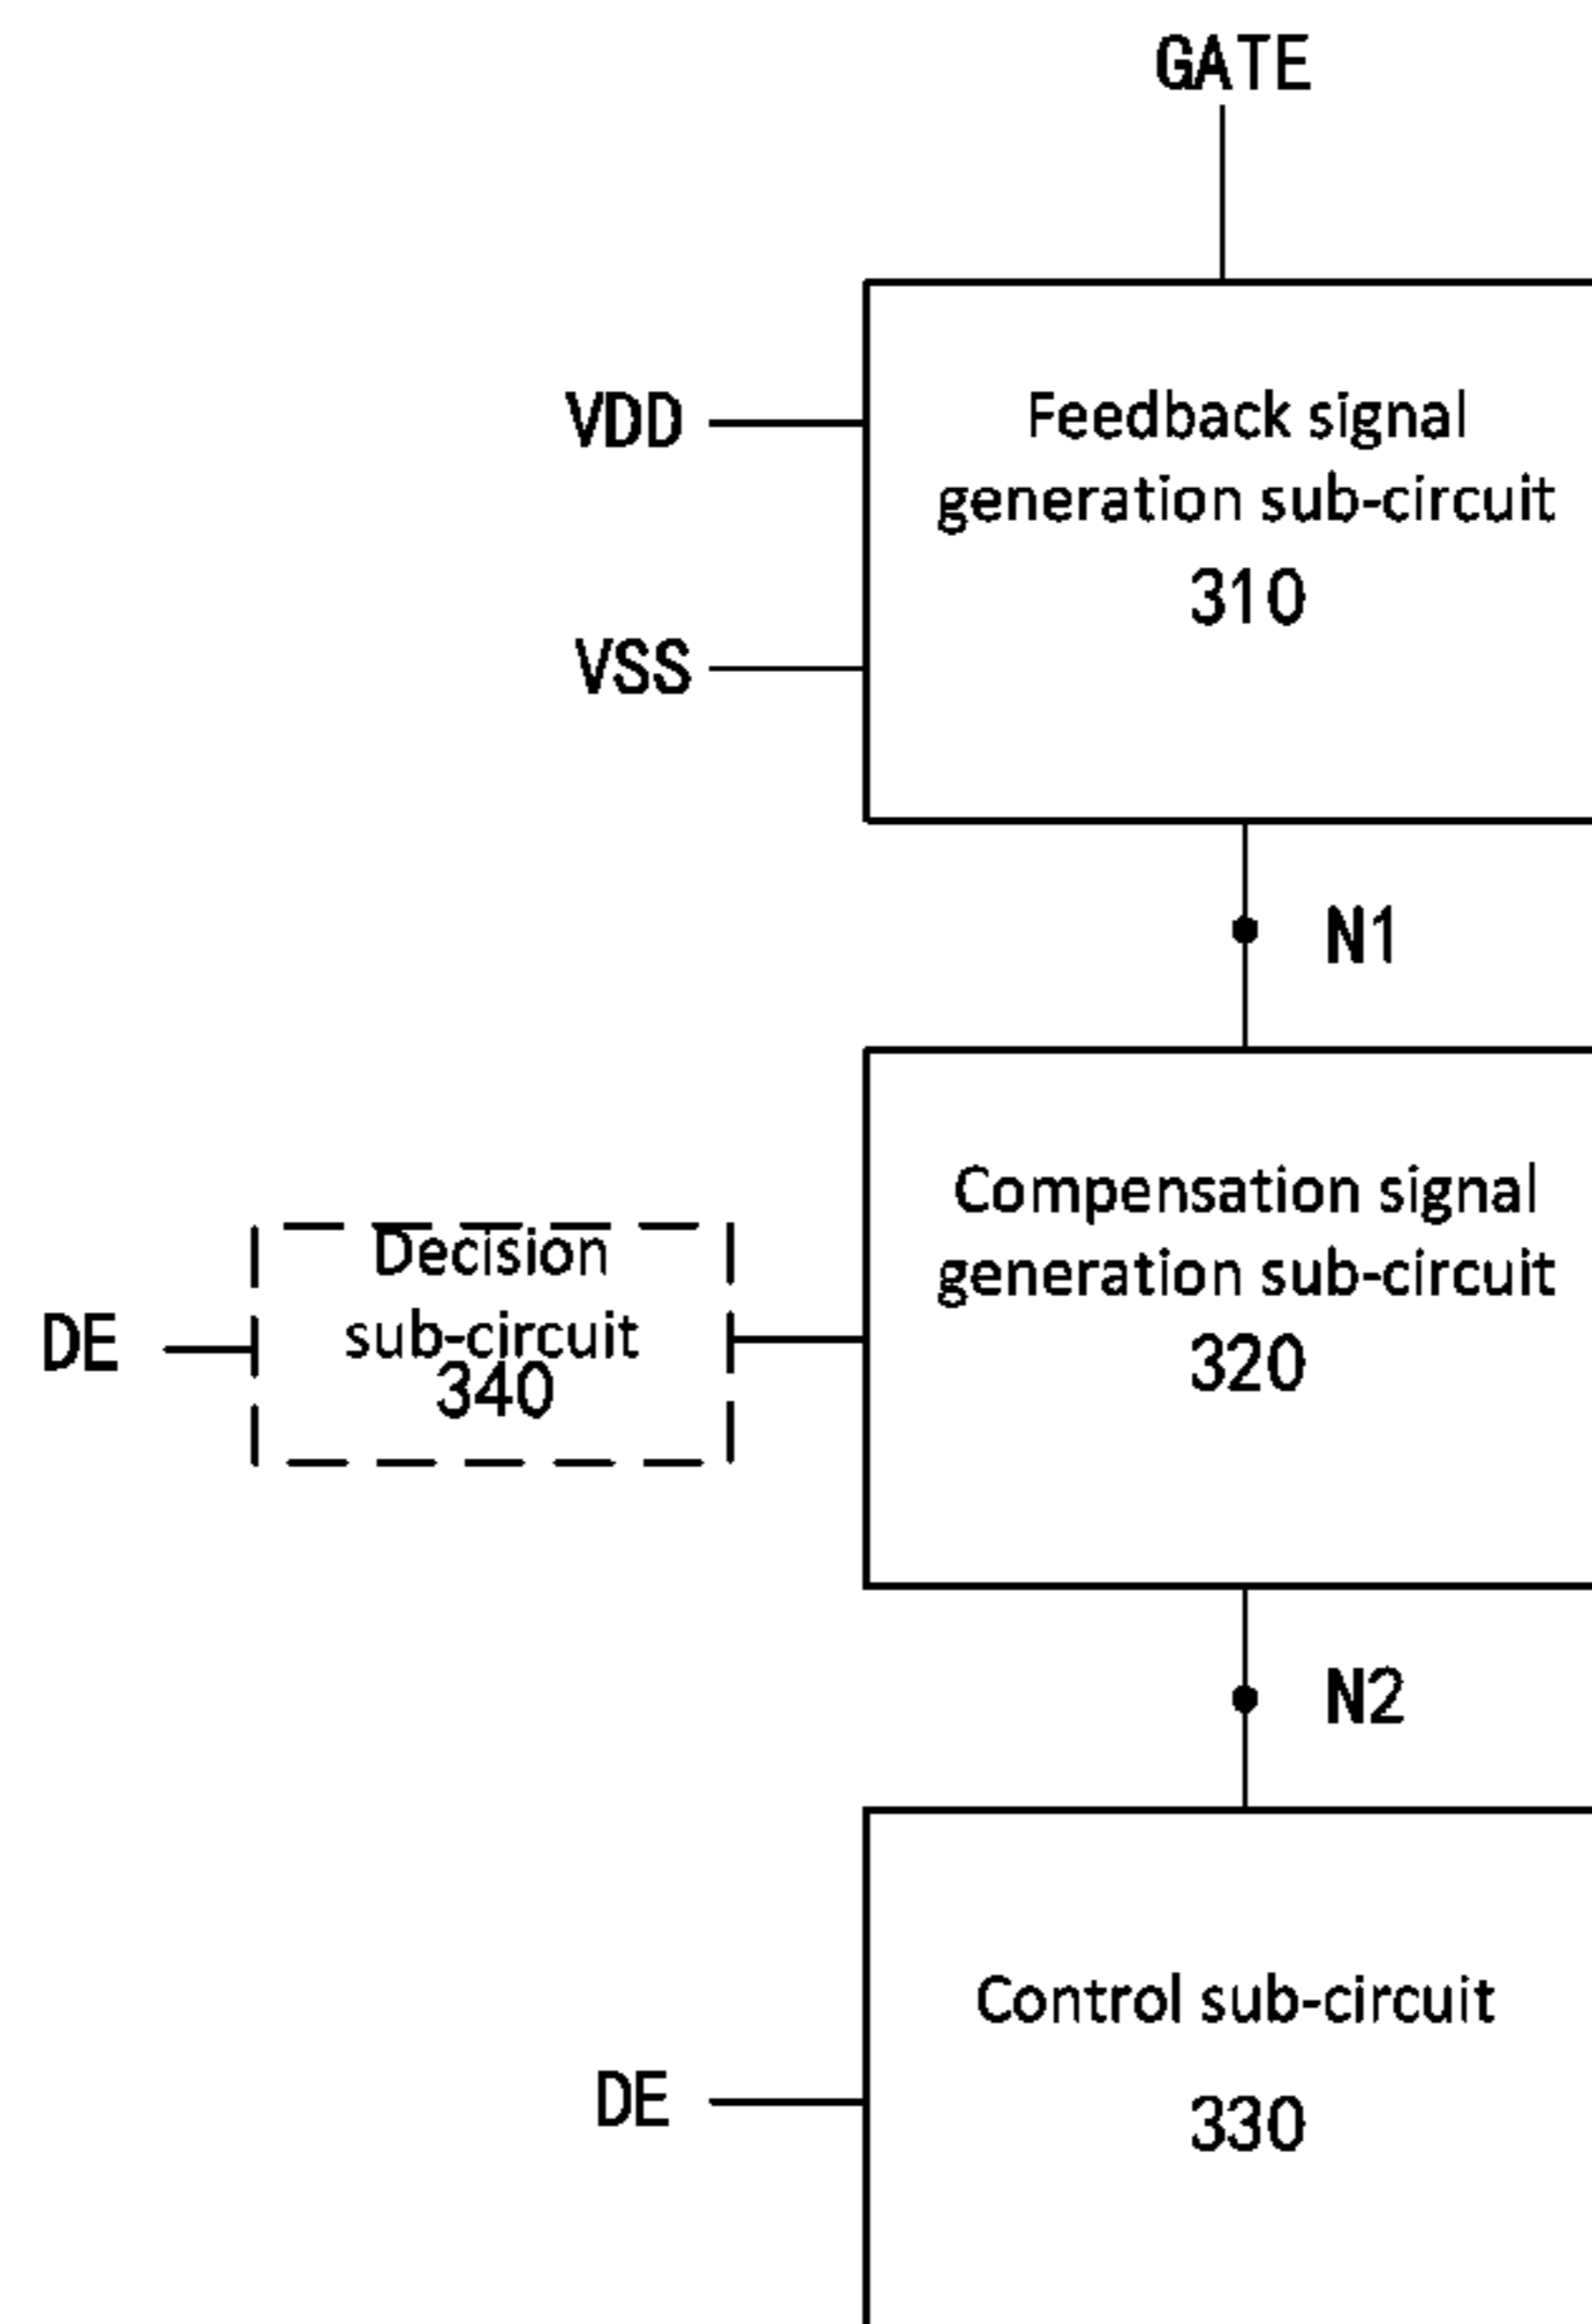 GATE
VDD
Feedback signal
generation sub-circuit
310
VSS
N1
Compensation signal
generation sub-circuit
320
Decision
sub-circuit
340
DE
N2
Control sub-circuit
330
DE